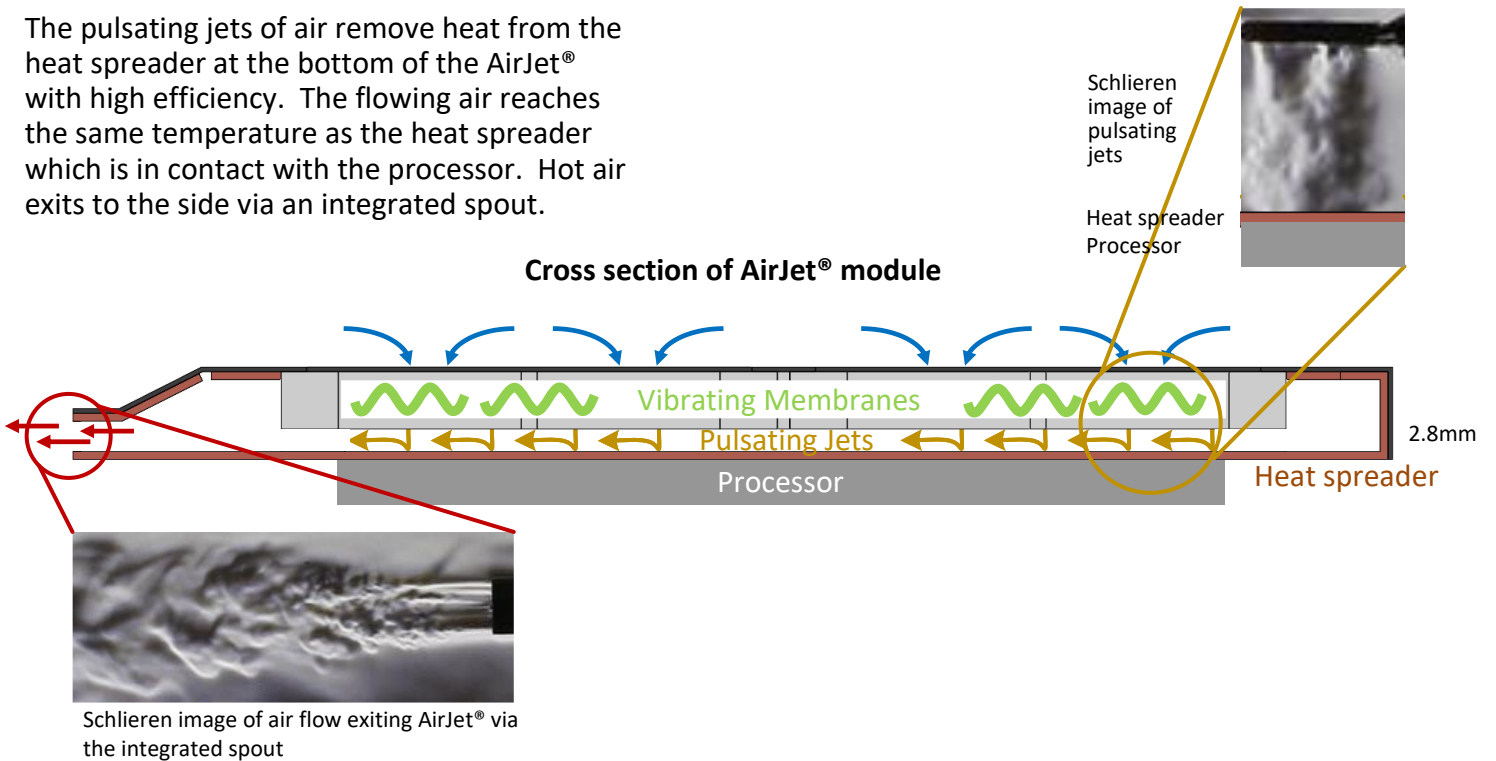 The pulsating jets of air remove heat from the
heat spreader at the bottom of the AirJet®
with high efficiency.  The flowing air reaches
the same temperature as the heat spreader
which is in contact with the processor.  Hot air
exits to the side via an integrated spout.
Schlieren
image of
pulsating
jets
Heat spreader
Processor
Cross section of AirJet® module
Vibrating Membranes
Pulsating Jets
2.8mm
Processor
Heat spreader
Schlieren image of air flow exiting AirJet® via
the integrated spout